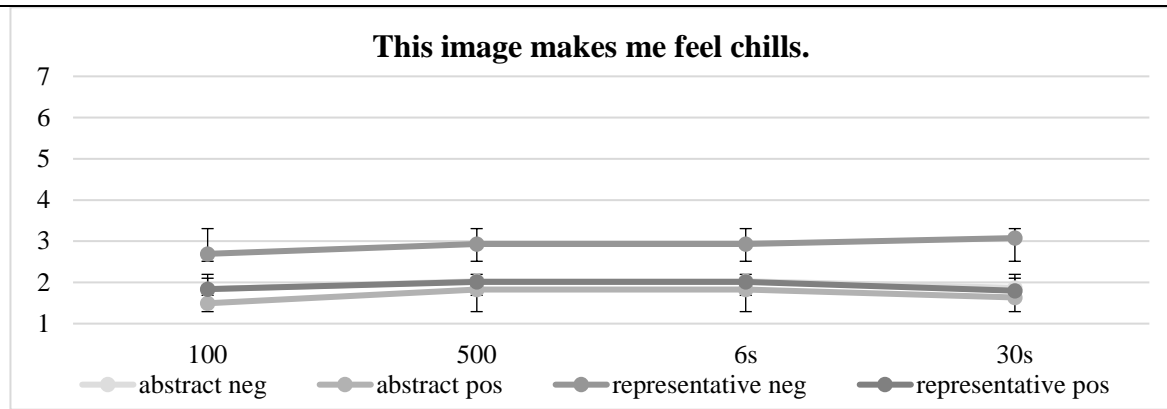 This image makes me feel chills.
7
6
5
4
3
2
1
100 500 6s 30s
abstract neg abstract pos representative neg representative pos